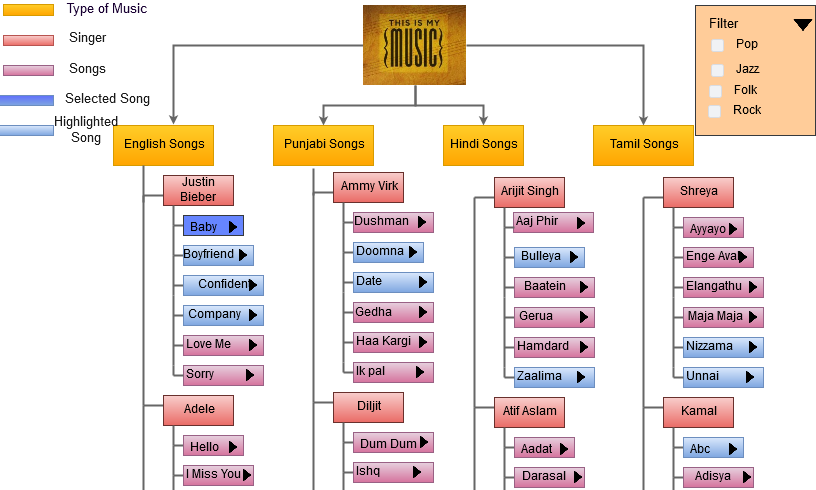 Type of Music
Singer
Songs
Selected Song
Highlighted
Song
THIS IS MY
{MUSIC}
Filter
Pop
Jazz
Folk
Rock
English Songs
Punjabi Songs
Hindi Songs
Tamil Songs
Justin
Bieber
Baby
Boyfriend
Confident
Company
Love Me
Sorry
Adele
Hello
I Miss You
Ammy Virk
Dushman
Doomna
Date
Gedha
Haa Kargi
Ik pal
Diljit
Dum Dum
Ishq
Arijit Singh
Aaj Phir
Bulleya
Baatein
Gerua
Hamdard
Zaalima
Atif Aslam
Aadat
Darasal
Shreya
Ayyayo
Enge
Elangathu
Maja Maja
Nizzama
Unnai
Kamal
Abc
Adisya